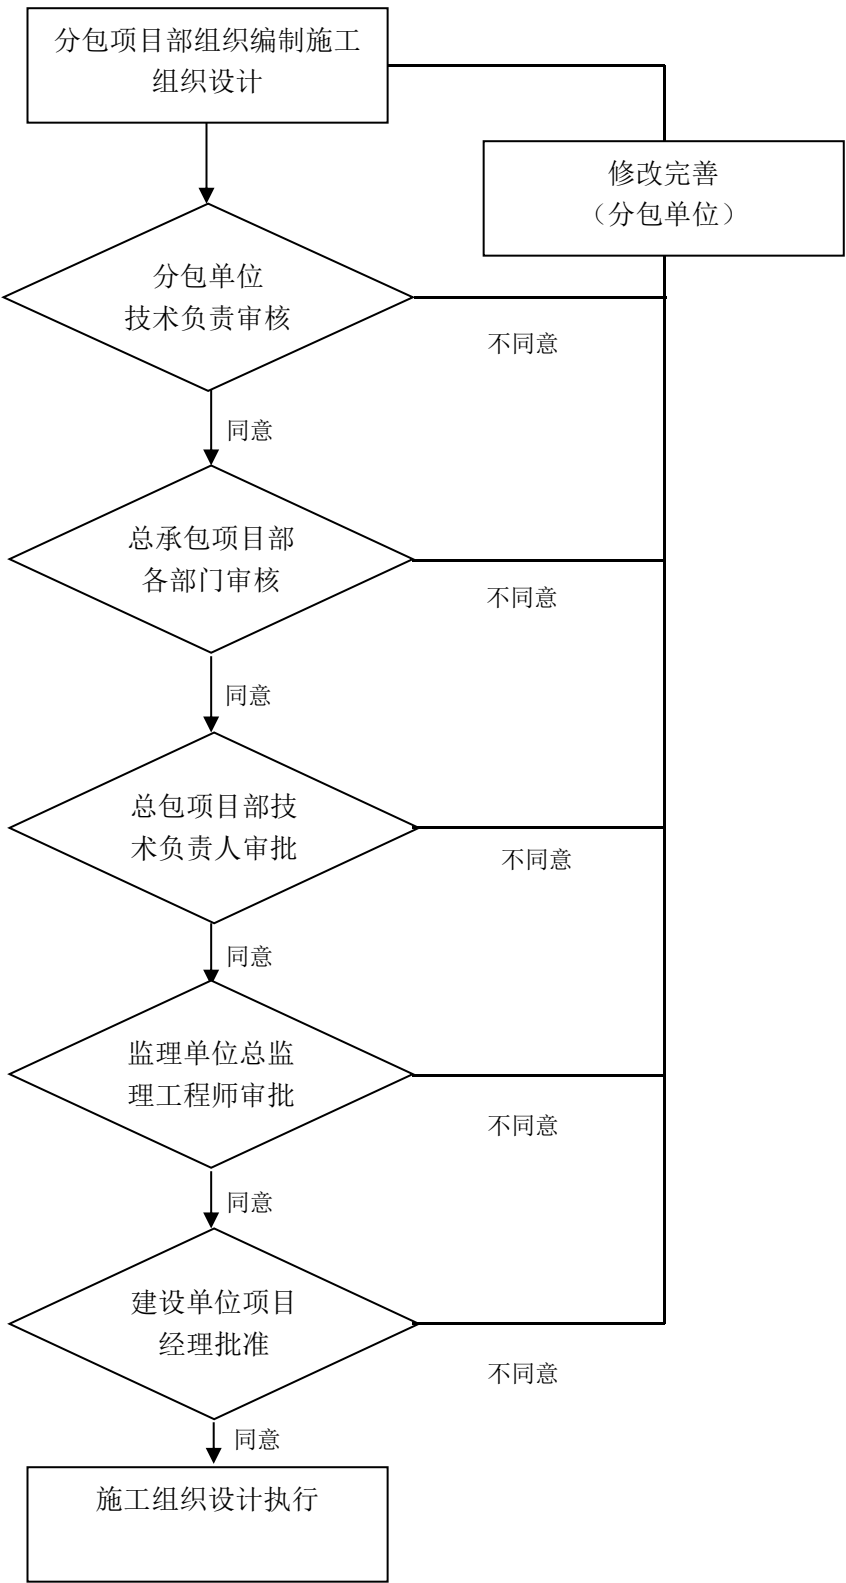 分包项目部组织编制施工
组织设计
修改完善
（分包单位）
分包单位
技术负责审核
不同意
同意
总承包项目部
各部门审核
不同意
同意
总包项目部技
术负责人审批
不同意
同意
监理单位总监
理工程师审批
不同意
同意
建设单位项目
经理批准
不同意
同意
施工组织设计执行